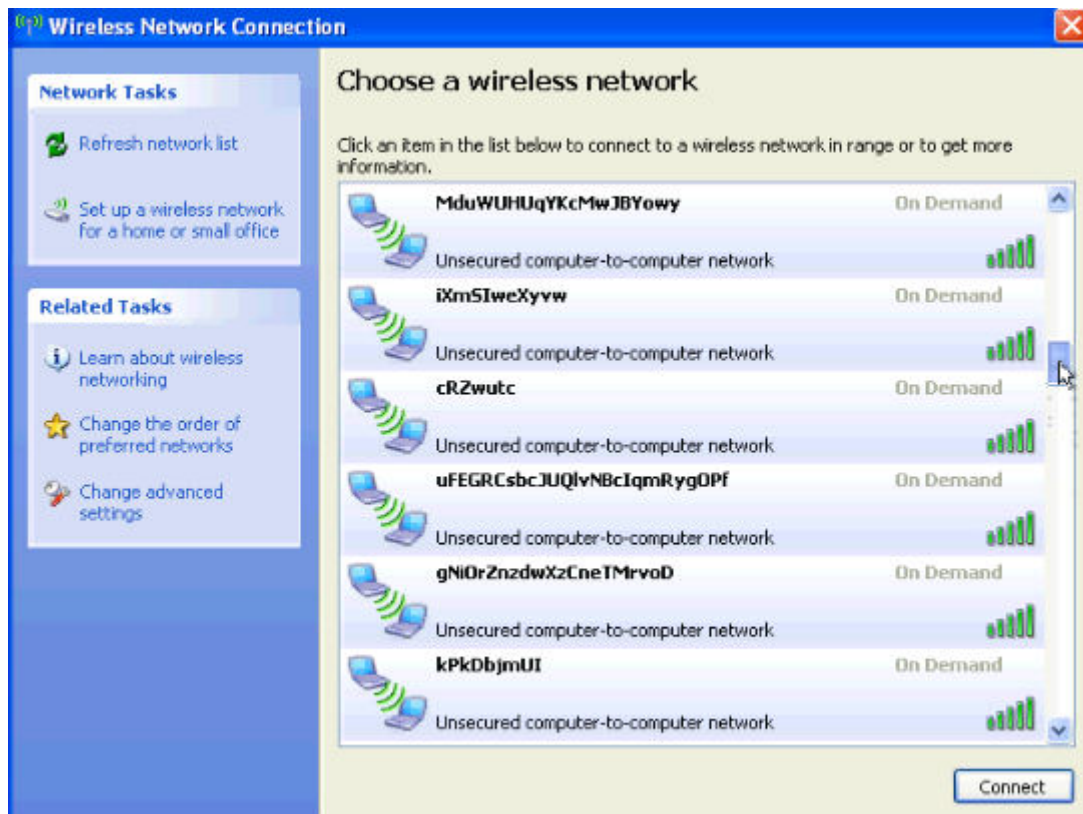 Wireless Network Connection
Network Tasks
Refresh network list
Set up a wireless network
for a home or small office
Related Tasks
Learn about wireless
networking
Change the order of
preferred networks
Change advanced
settings
Choose a wireless network
Click an item in the list below to connect to a wireless network in range or to get more
information.
MduWUHUqYKcMwJBYowy On Demand
Unsecured computer-to-computer network
iXmSIweXyvw On Demand
Unsecured computer-to-computer network
cRZwutc On Demand
Unsecured computer-to-computer network
uFEGRCsbcJUQlvNBcIqmRygOPf On Demand
Unsecured computer-to-computer network
gNiOrZnzdwXzCneTMrvoD On Demand
Unsecured computer-to-computer network
kPkDbjmUI On Demand
Unsecured computer-to-computer network
Connect